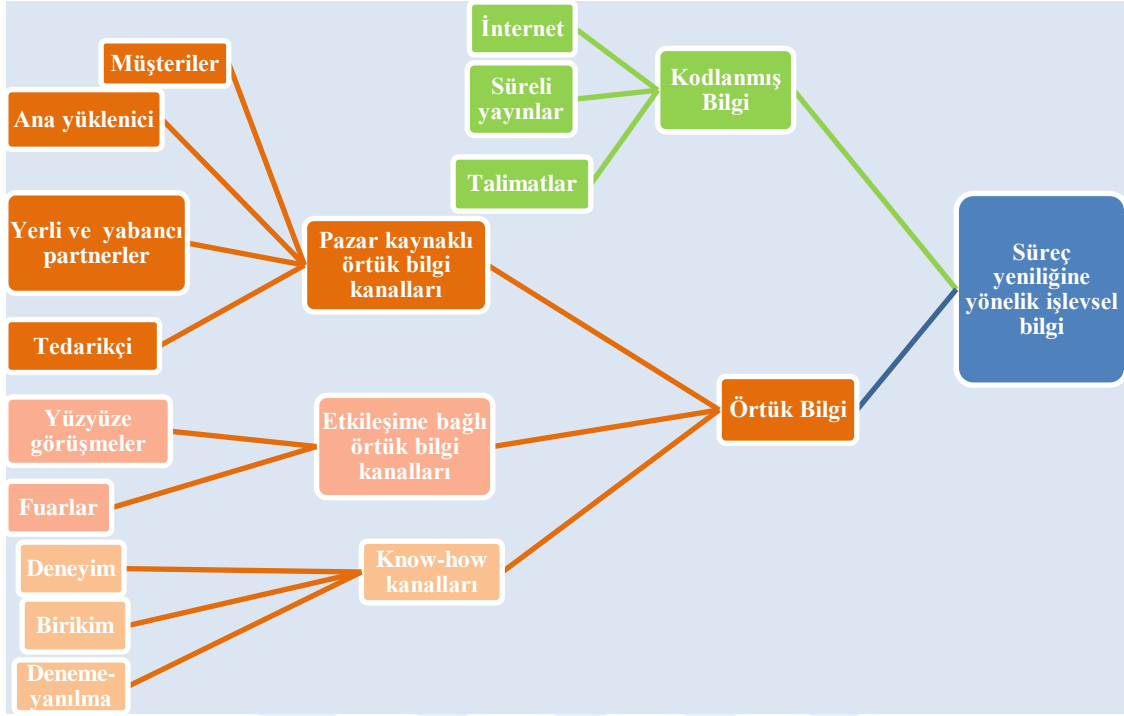 İnternet
Süreli
yayınlar
Talimatlar
Kodlanmış
Bilgi
Müşteriler
Ana yüklenici
Yerli ve  yabancı
partnerler
Tedarikçi
Pazar kaynaklı
örtük bilgi
kanalları
Yüzyüze
görüşmeler
Fuarlar
Etkileşime bağlı
örtük bilgi
kanalları
Deneyim
Birikim
Deneme-
yanılma
Know-how
kanalları
Örtük Bilgi
Süreç
yeniliğine
yönelik işlevsel
bilgi